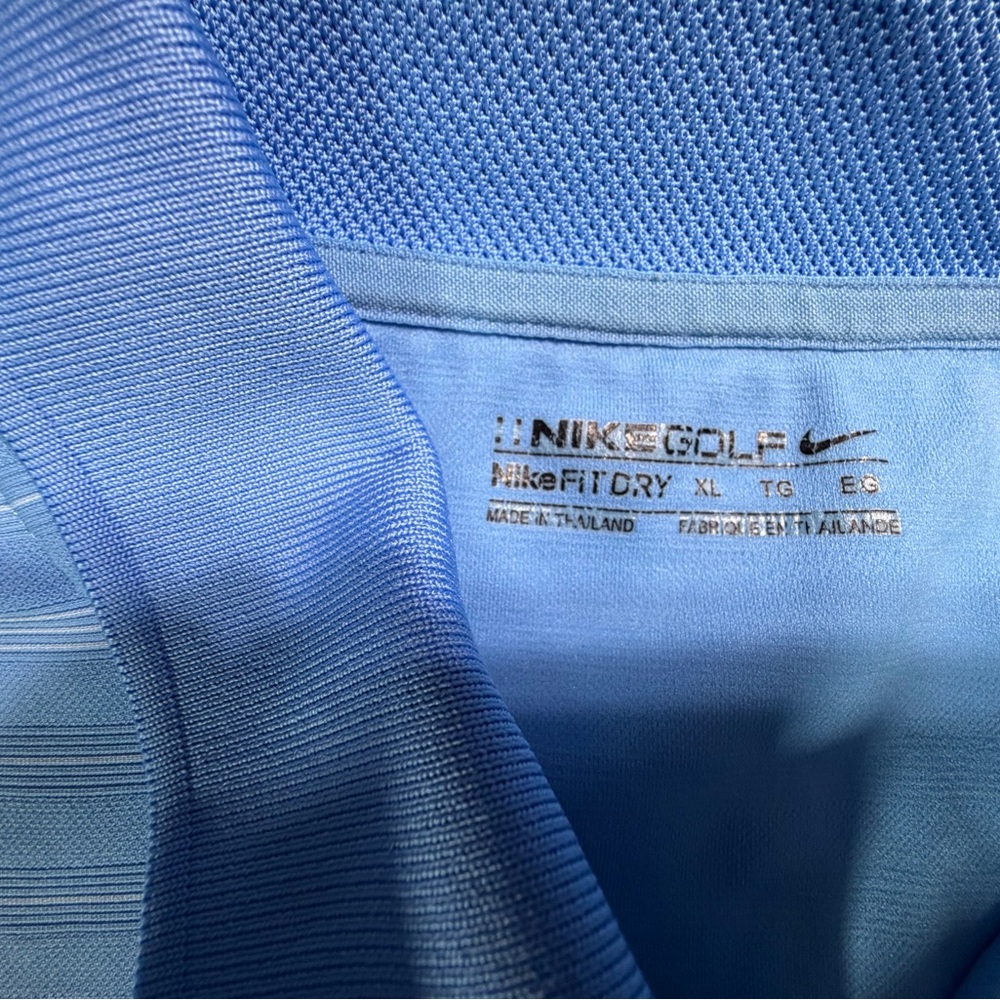 NIKEGOLF
NikeFITDRY XL TG EG
MADE IN THAILAND FABRIQUE EN THAILANDE